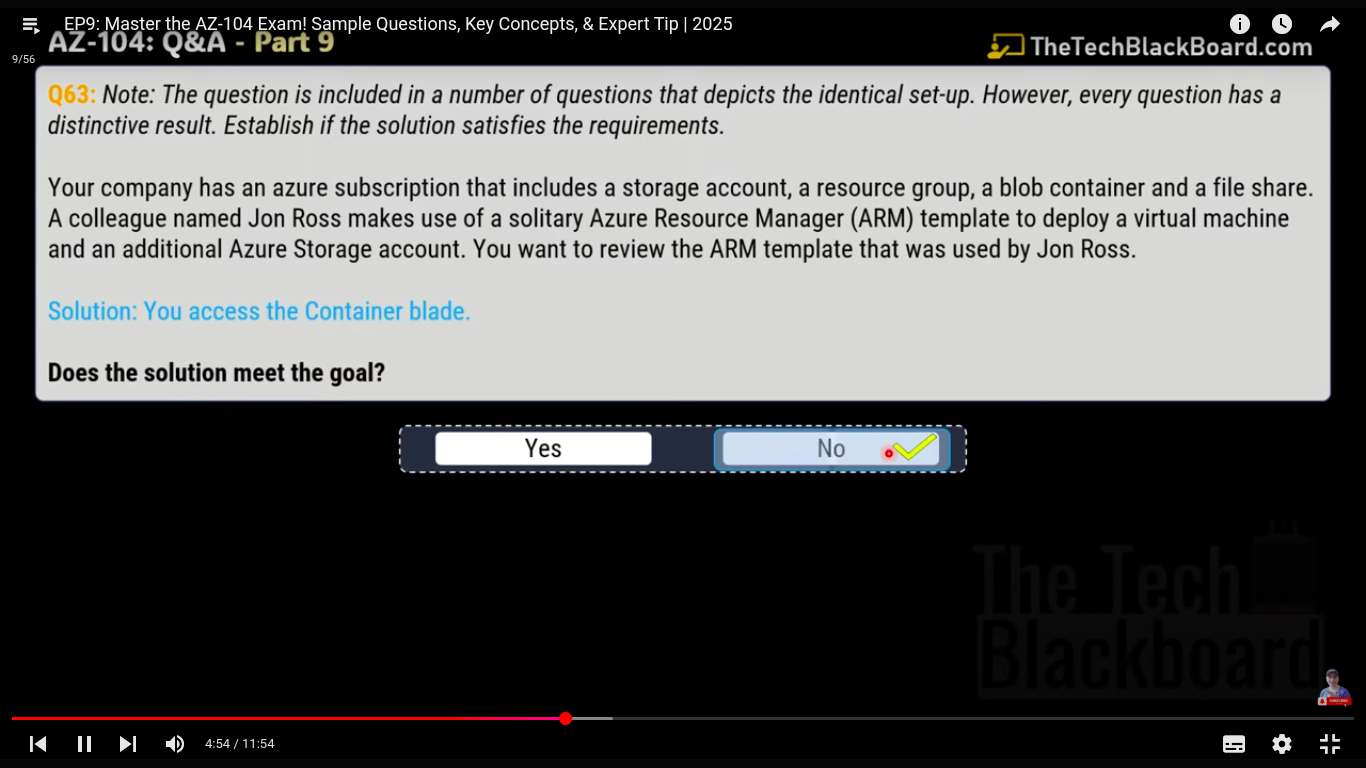 EP9: Master the AZ-104 Exam! Sample Questions, Key Concepts, & Expert Tip | 2025
AZ-104: Q&A - Part 9
TheTechBlackBoard.com
9/56
Q63: Note: The question is included in a number of questions that depicts the identical set-up. However, every question has a
distinctive result. Establish if the solution satisfies the requirements.
Your company has an azure subscription that includes a storage account, a resource group, a blob container and a file share.
A colleague named Jon Ross makes use of a solitary Azure Resource Manager (ARM) template to deploy a virtual machine
and an additional Azure Storage account. You want to review the ARM template that was used by Jon Ross.
Solution: You access the Container blade.
Does the solution meet the goal?
Yes
No
The Tech
Blackboard
4:54 / 11:54